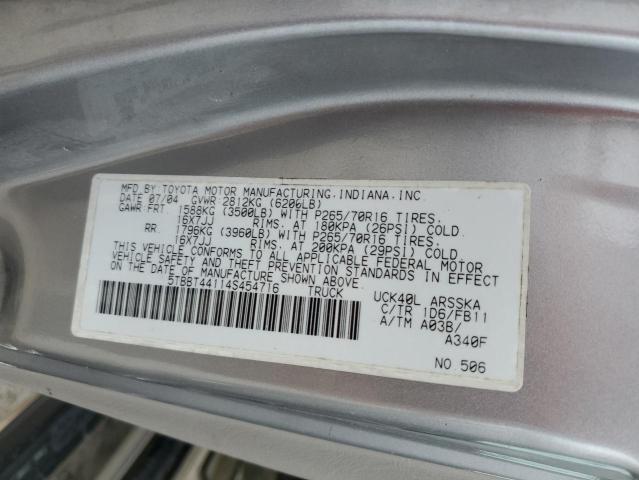 MFD.BY:TOYOTA MOTOR MANUFACTURING,INDIANA,INC
DATE 07/04 GVWR 2812KG (6200LB)
GAWR:FRT. 1588KG (3500LB) WITH P265/70R16 TIRES.
16X7JJ RIMS. AT 180KPA (26PSI) COLD.
RR. 1796KG (3960LB) WITH P265/70R16 TIRES.
16X7JJ RIMS. AT 200KPA (29PSI) COLD.
THIS VEHICLE CONFORMS TO ALL APPLICABLE FEDERAL MOTOR
VEHICLE SAFETY AND THEFT PREVENTION STANDARDS IN
EFFECT ON THE DATE OF MANUFACTURE SHOWN ABOVE.
5TBBT44114S454716 TRUCK
UCK40L ARSSKA
C/TR 1D6/FB11
A/TM A03B/
A340F
NO 506